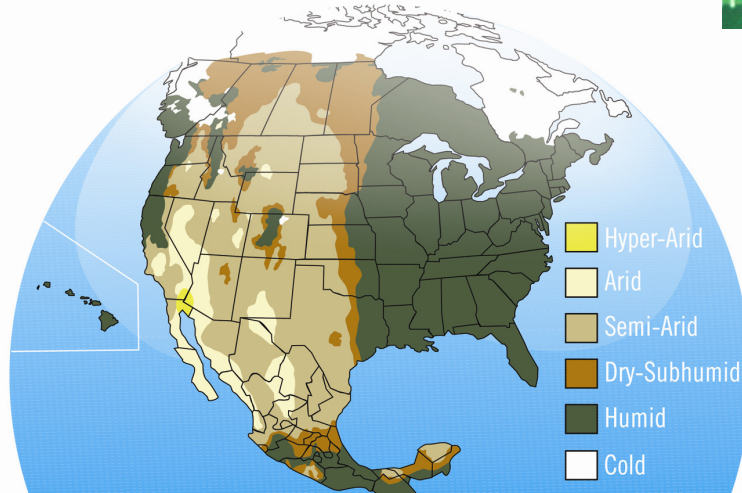 Hyper-Arid
Arid
Semi-Arid
Dry-Subhumid
Humid
Cold